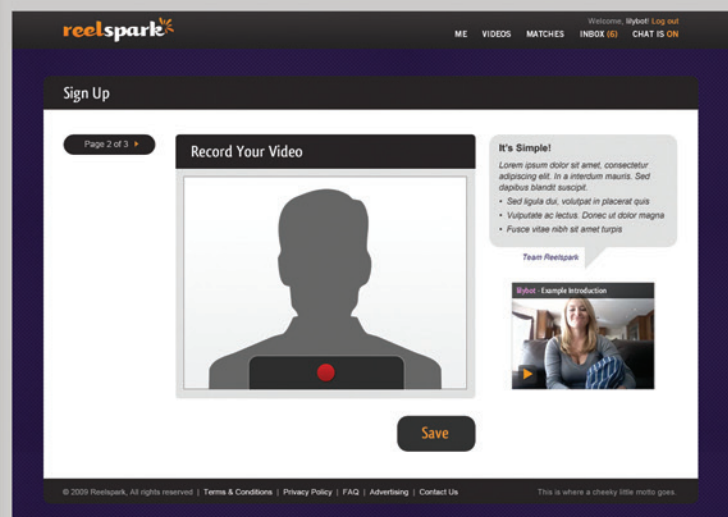 reelspark
Welcome, lilybot! Log out
ME VIDEOS MATCHES INBOX (6) CHAT IS ON
Sign Up
Page 2 of 3
Record Your Video
It's Simple!
Lorem ipsum dolor sit amet, consectetur
adipiscing elit. In a interdum mauris. Sed
dapibus blandit suscipit.
• Sed ligula dui, volutpat in placerat quis
• Vulputate ac lectus. Donec ut dolor magna
• Fusce vitae nibh sit amet turpis
Team Reelspark
lilybot - Example Introduction
Save
© 2009 Reelspark, All rights reserved | Terms & Conditions | Privacy Policy | FAQ | Advertising | Contact Us
This is where a cheeky little motto goes.